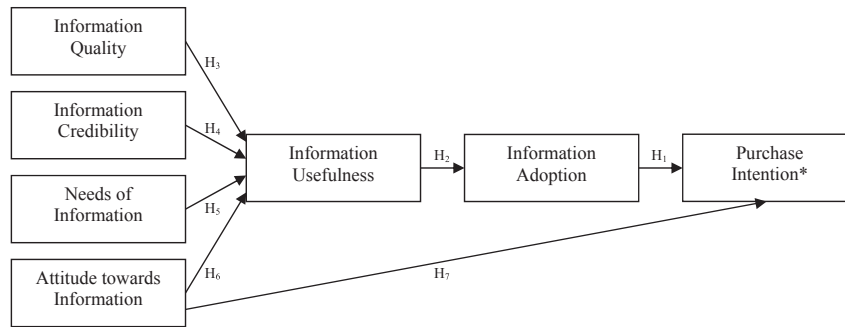 Information
Quality
H₃
Information
Credibility
H₄
Information
Usefulness
H₂
Information
Adoption
H₁
Purchase
Intention*
Needs of
Information
H₅
Attitude towards
Information
H₆
H₇